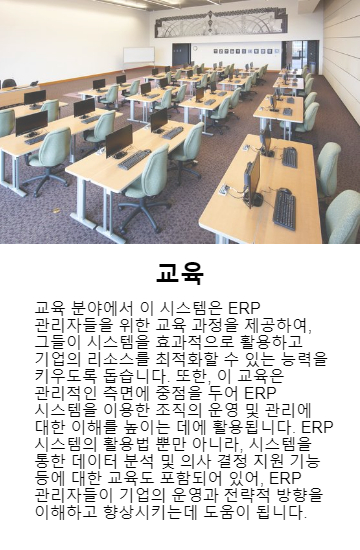 교육
교육 분야에서 이 시스템은 ERP
관리자들을 위한 교육 과정을 제공하여,
그들이 시스템을 효과적으로 활용하고
기업의 리소스를 최적화할 수 있는 능력을
키우도록 돕습니다. 또한, 이 교육은
관리적인 측면에 중점을 두어 ERP
시스템을 이용한 조직의 운영 및 관리에
대한 이해를 높이는 데에 활용됩니다. ERP
시스템의 활용법 뿐만 아니라, 시스템을
통한 데이터 분석 및 의사 결정 지원 기능
등에 대한 교육도 포함되어 있어, ERP
관리자들이 기업의 운영과 전략적 방향을
이해하고 향상시키는데 도움이 됩니다.